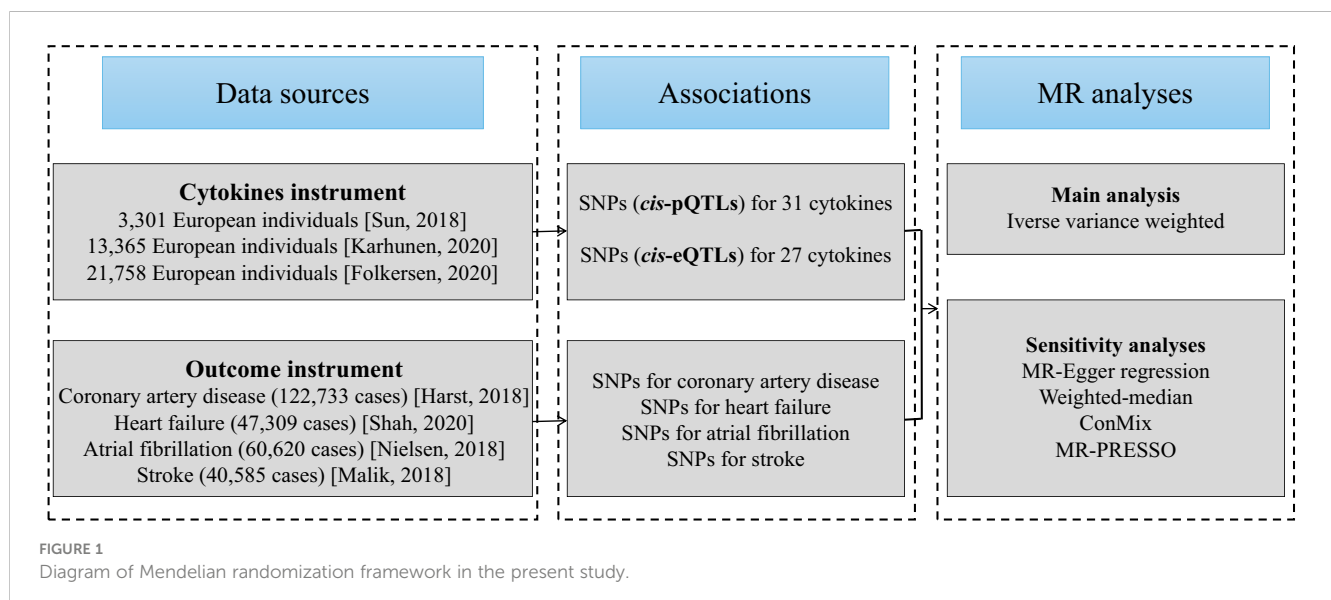 Data sources
Cytokines instrument
3,301 European individuals [Sun, 2018]
13,365 European individuals [Karhunen, 2020]
21,758 European individuals [Folkersen, 2020]
Outcome instrument
Coronary artery disease (122,733 cases) [Harst, 2018]
Heart failure (47,309 cases) [Shah, 2020]
Atrial fibrillation (60,620 cases) [Nielsen, 2018]
Stroke (40,585 cases) [Malik, 2018]
Associations
SNPs (cis-pQTLs) for 31 cytokines
SNPs (cis-eQTLs) for 27 cytokines
SNPs for coronary artery disease
SNPs for heart failure
SNPs for atrial fibrillation
SNPs for stroke
MR analyses
Main analysis
Iverse variance weighted
Sensitivity analyses
MR-Egger regression
Weighted-median
ConMix
MR-PRESSO
FIGURE 1
Diagram of Mendelian randomization framework in the present study.